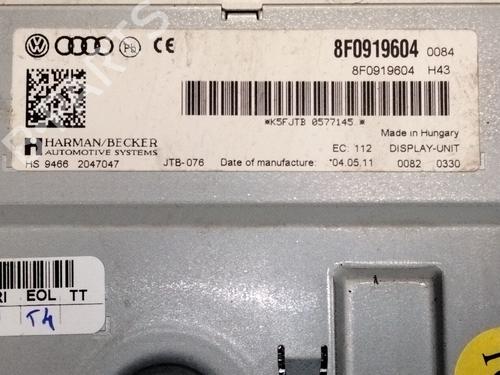 8F0919604 0084
8F0919604 H43
*K5FJTB 0577145 *
Made in Hungary
HARMAN/BECKER
AUTOMOTIVE SYSTEMS
EC: 112 DISPLAY-UNIT
HS 9466 2047047 JTB-076 Date of manufacture: *04.05.11 0082 0330
EOL TT
T4